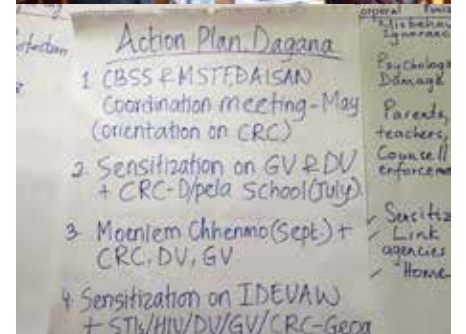 Action Plan, Dagana
1 CBSS & MSTFDAISAN
Coordination meeting - May
(orientation on CRC)
2. Sensitization on GV & DV
+ CRC - D/pela School (July)
3. Moenlem Chhenmo (Sept) +
CRC, DV, GV
4. Sensitization on IDEVAW
+ STIs/HIV/DV/GV/CRC-Geog
Ignorance
Psycholog
Damage
Parents,
teachers,
Counsell
enforceme
✓ Sensitiz
✓ Link
agencies
✓ Home